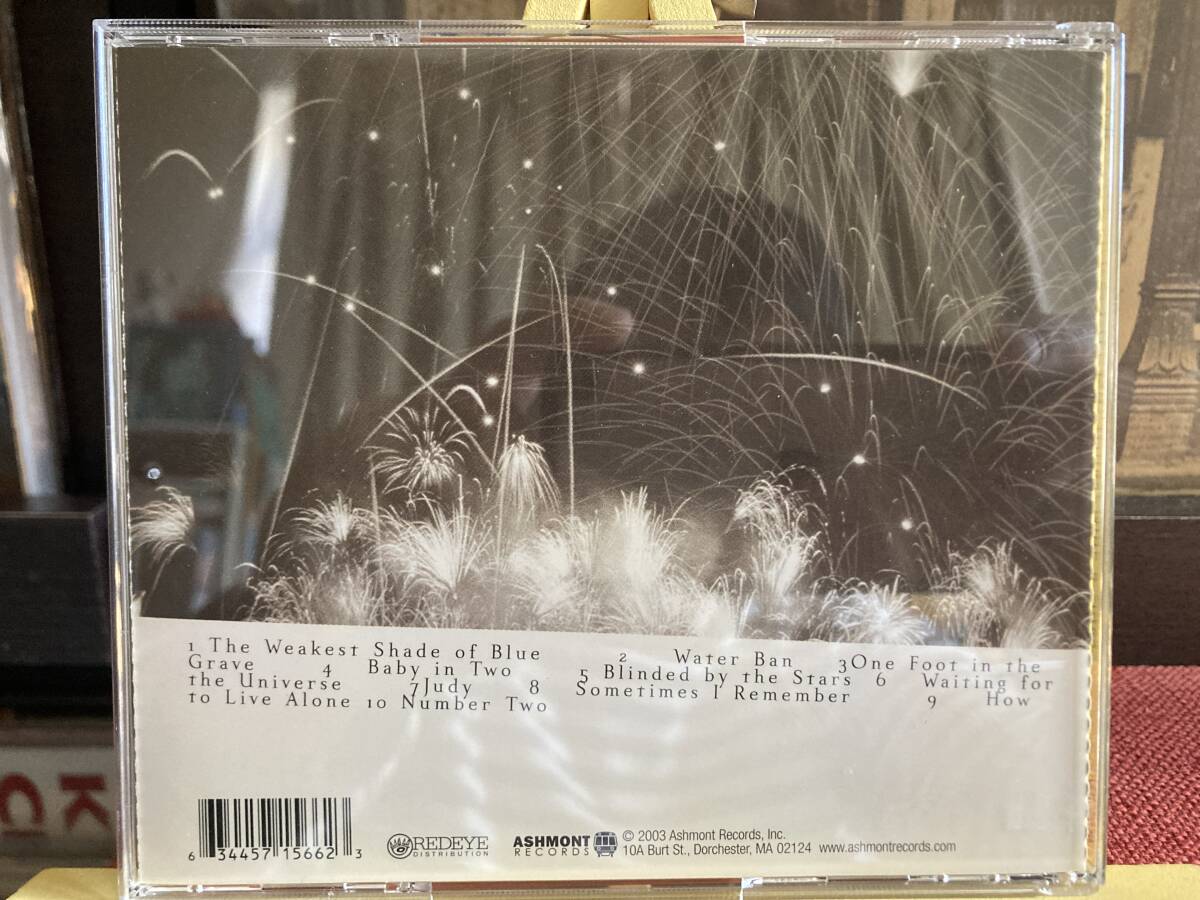 1 The Weakest Shade of Blue 2 Water Ban 3One Foot in the
Grave 4 Baby in Two 5 Blinded by the Stars 6 Waiting for
the Universe 7Judy 8 Sometimes I Remember 9 How
to Live Alone 10 Number Two
6 34457 15662 3
REDEYE
DISTRIBUTION
ASHMONT
RECORDS
© 2003 Ashmont Records, Inc.
10A Burt St., Dorchester, MA 02124 www.ashmontrecords.com